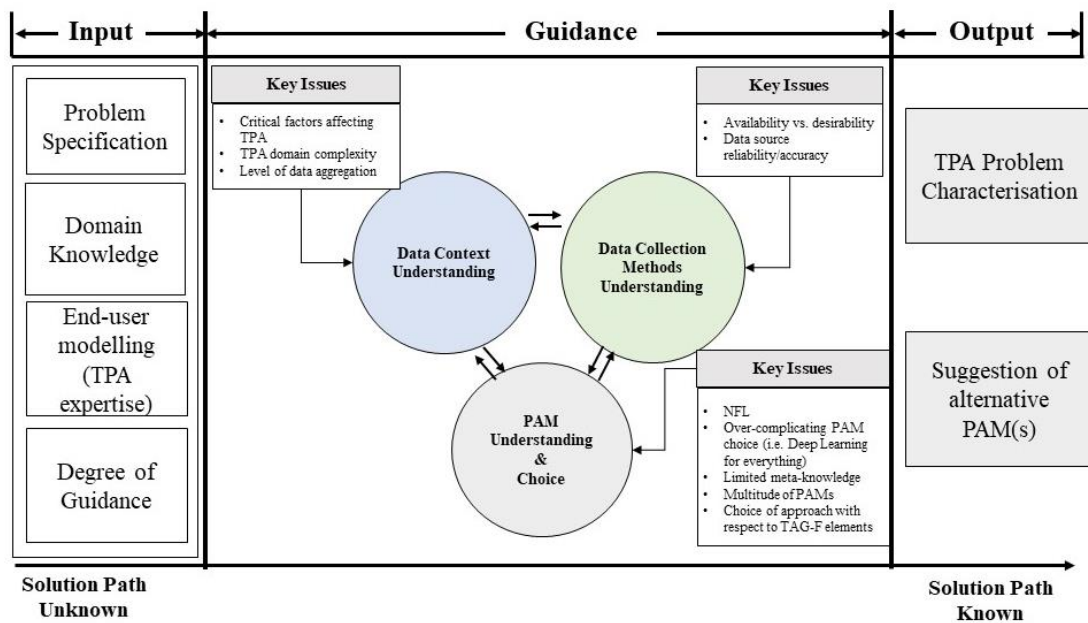 Input
Guidance
Output
Problem
Specification
Domain
Knowledge
End-user
modelling
(TPA
expertise)
Degree of
Guidance
Key Issues
• Critical factors affecting
TPA
• TPA domain complexity
• Level of data aggregation
Key Issues
• Availability vs. desirability
• Data source
reliability/accuracy
Data Context
Understanding
Data Collection
Methods
Understanding
PAM
Understanding
&
Choice
Key Issues
• NFL
• Over-complicating PAM
choice (i.e. Deep Learning
for everything)
• Limited meta-knowledge
• Multitude of PAMs
• Choice of approach with
respect to TAG-F elements
TPA Problem
Characterisation
Suggestion of
alternative
PAM(s)
Solution Path
Unknown
Solution Path
Known